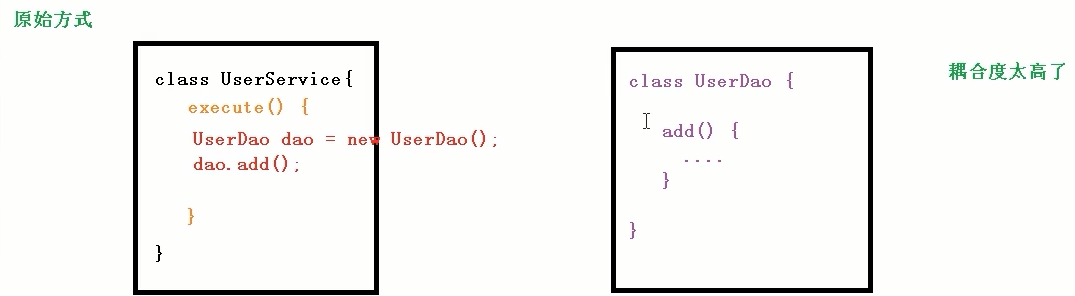 原始方式
class UserService{
execute() {
UserDao dao = new UserDao();
dao.add();
}
}
class UserDao {
add() {
....
}
}
耦合度太高了